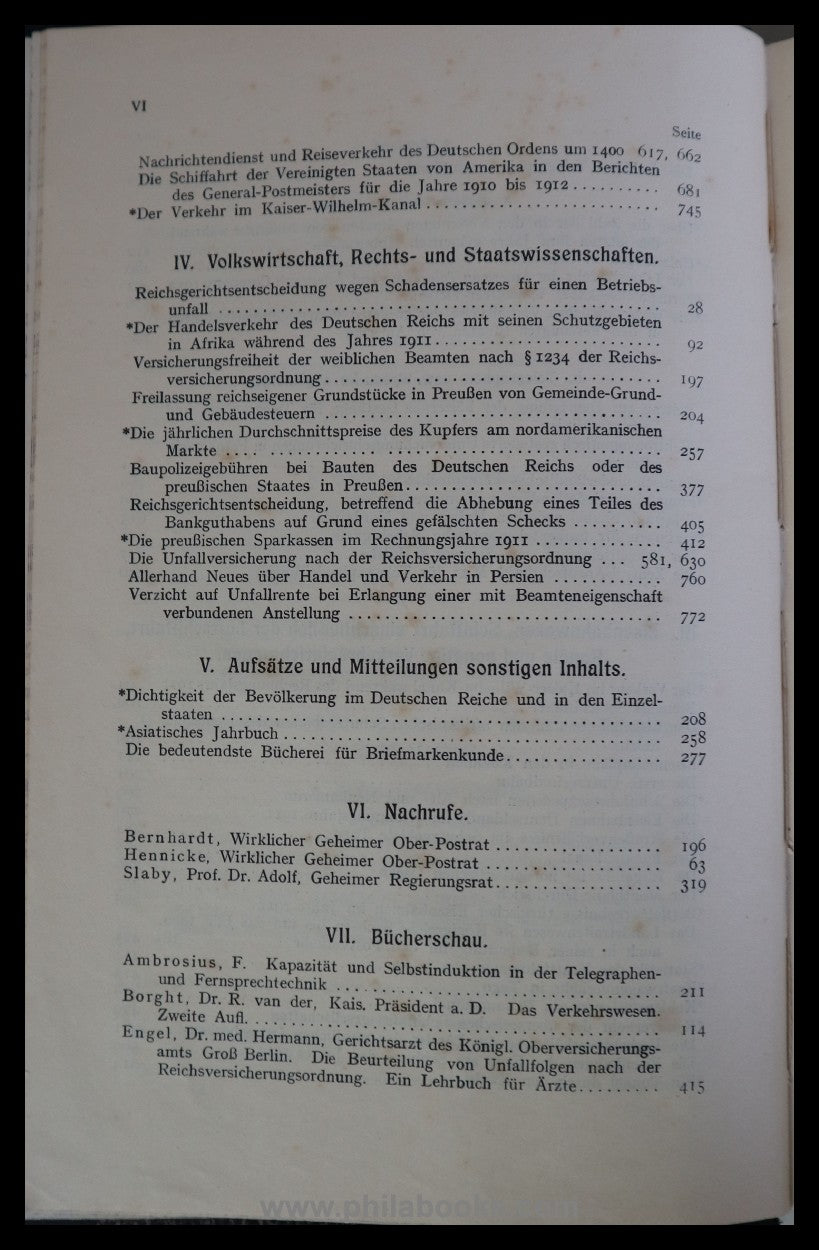 VI
Seite
Nachrichtendienst und Reiseverkehr des Deutschen Ordens um 1400 617, 662
Die Schiffahrt der Vereinigten Staaten von Amerika in den Berichten
des General-Postmeisters für die Jahre 1910 bis 1912 .......... 681
*Der Verkehr im Kaiser-Wilhelm-Kanal .......................... 745
IV. Volkswirtschaft, Rechts- und Staatswissenschaften.
Reichsgerichtsentscheidung wegen Schadensersatzes für einen Betriebs-
unfall .................................................. 28
*Der Handelsverkehr des Deutschen Reichs mit seinen Schutzgebieten
in Afrika während des Jahres 1911.......................... 92
Versicherungsfreiheit der weiblichen Beamten nach § 1234 der Reichs-
versicherungsordnung...................................... 197
Freilassung reichseigener Grundstücke in Preußen von Gemeinde-Grund-
und Gebäudesteuern ...................................... 204
*Die jährlichen Durchschnittspreise des Kupfers am nordamerikanischen
Markte .... ............ ............................... 257
Baupolizeigebühren bei Bauten des Deutschen Reichs oder des
preußischen Staates in Preußen............................. 377
Reichsgerichtsentscheidung, betreffend die Abhebung eines Teiles des
Bankguthabens auf Grund eines gefälschten Schecks .......... 405
*Die preußischen Sparkassen im Rechnungsjahre 1911 .............. 412
Die Unfallversicherung nach der Reichsversicherungsordnung ... 581, 630
Allerhand Neues über Handel und Verkehr in Persien ............ 760
Verzicht auf Unfallrente bei Erlangung einer mit Beamteneigenschaft
verbundenen Anstellung .................................... 772
V. Aufsätze und Mitteilungen sonstigen Inhalts.
*Dichtigkeit der Bevölkerung im Deutschen Reiche und in den Einzel-
staaten .......... ....................................... 208
*Asiatisches Jahrbuch ........................................... 258
Die bedeutendste Bücherei für Briefmarkenkunde.................. 277
VI. Nachrufe.
Bernhardt, Wirklicher Geheimer Ober-Postrat .................. 196
Hennicke, Wirklicher Geheimer Ober-Postrat .................... 63
Slaby, Prof. Dr. Adolf, Geheimer Regierungsrat................... 319
VII. Bücherschau.
Ambrosius, F. Kapazität und Selbstinduktion in der Telegraphen-
und Fernsprechtechnik ..................................... 211
Borght, Dr. R. van der, Kais. Präsident a. D. Das Verkehrswesen.
Zweite Aufl. .............................................. 114
Engel, Dr. med. Hermann, Gerichtsarzt des Königl. Oberversicherungs-
amts Groß Berlin. Die Beurteilung von Unfallfolgen nach der
Reichsversicherungsordnung. Ein Lehrbuch für Ärzte......... 415